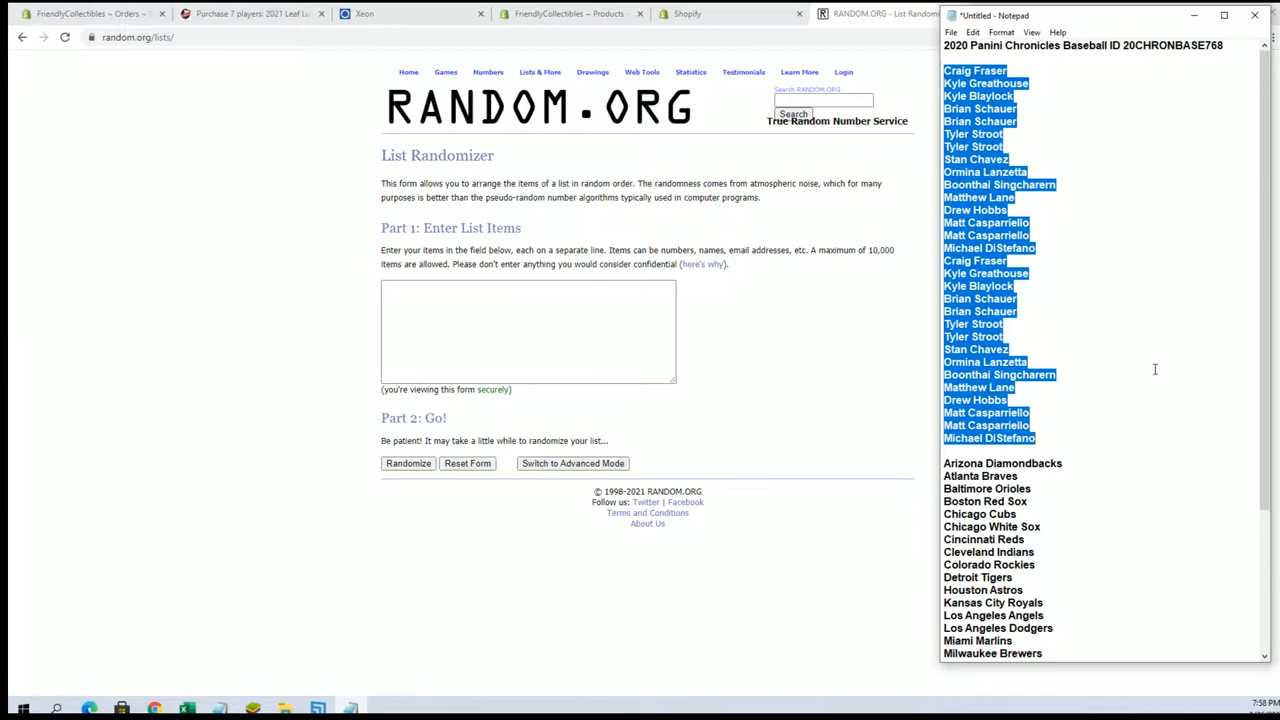 FriendlyCollectibles ~ Orders ~
Purchase 7 players: 2021 Leaf Lu
Xeon
FriendlyCollectibles ~ Products ~
Shopify
RANDOM.ORG - List Random
random.org/lists/
Home Games Numbers Lists & More Drawings Web Tools Statistics Testimonials Learn More Login
RANDOM.ORG
Search RANDOM.ORG
Search
True Random Number Service
List Randomizer
This form allows you to arrange the items of a list in random order. The randomness comes from atmospheric noise, which for many
purposes is better than the pseudo-random number algorithms typically used in computer programs.
Part 1: Enter List Items
Enter your items in the field below, each on a separate line. Items can be numbers, names, email addresses, etc. A maximum of 10,000
items are allowed. Please don't enter anything you would consider confidential (here's why).
(you're viewing this form securely)
Part 2: Go!
Be patient! It may take a little while to randomize your list...
Randomize Reset Form Switch to Advanced Mode
© 1998-2021 RANDOM.ORG
Follow us: Twitter | Facebook
Terms and Conditions
About Us
*Untitled - Notepad
File Edit Format View Help
2020 Panini Chronicles Baseball ID 20CHRONBASE768
Craig Fraser
Kyle Greathouse
Kyle Blaylock
Brian Schauer
Brian Schauer
Tyler Stroot
Tyler Stroot
Stan Chavez
Ormina Lanzetta
Boonthai Singcharern
Matthew Lane
Drew Hobbs
Matt Casparriello
Matt Casparriello
Michael DiStefano
Craig Fraser
Kyle Greathouse
Kyle Blaylock
Brian Schauer
Brian Schauer
Tyler Stroot
Tyler Stroot
Stan Chavez
Ormina Lanzetta
Boonthai Singcharern
Matthew Lane
Drew Hobbs
Matt Casparriello
Matt Casparriello
Michael DiStefano
Arizona Diamondbacks
Atlanta Braves
Baltimore Orioles
Boston Red Sox
Chicago Cubs
Chicago White Sox
Cincinnati Reds
Cleveland Indians
Colorado Rockies
Detroit Tigers
Houston Astros
Kansas City Royals
Los Angeles Angels
Los Angeles Dodgers
Miami Marlins
Milwaukee Brewers
7:58 PM